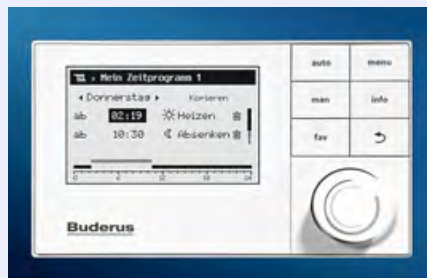 > Mein Zeitprogramm 1
Donnerstag Kopieren
ab 02:19 Heizen
ab 10:30 Absenken
0 6 12 18 24
Buderus
auto menu
man info
fav